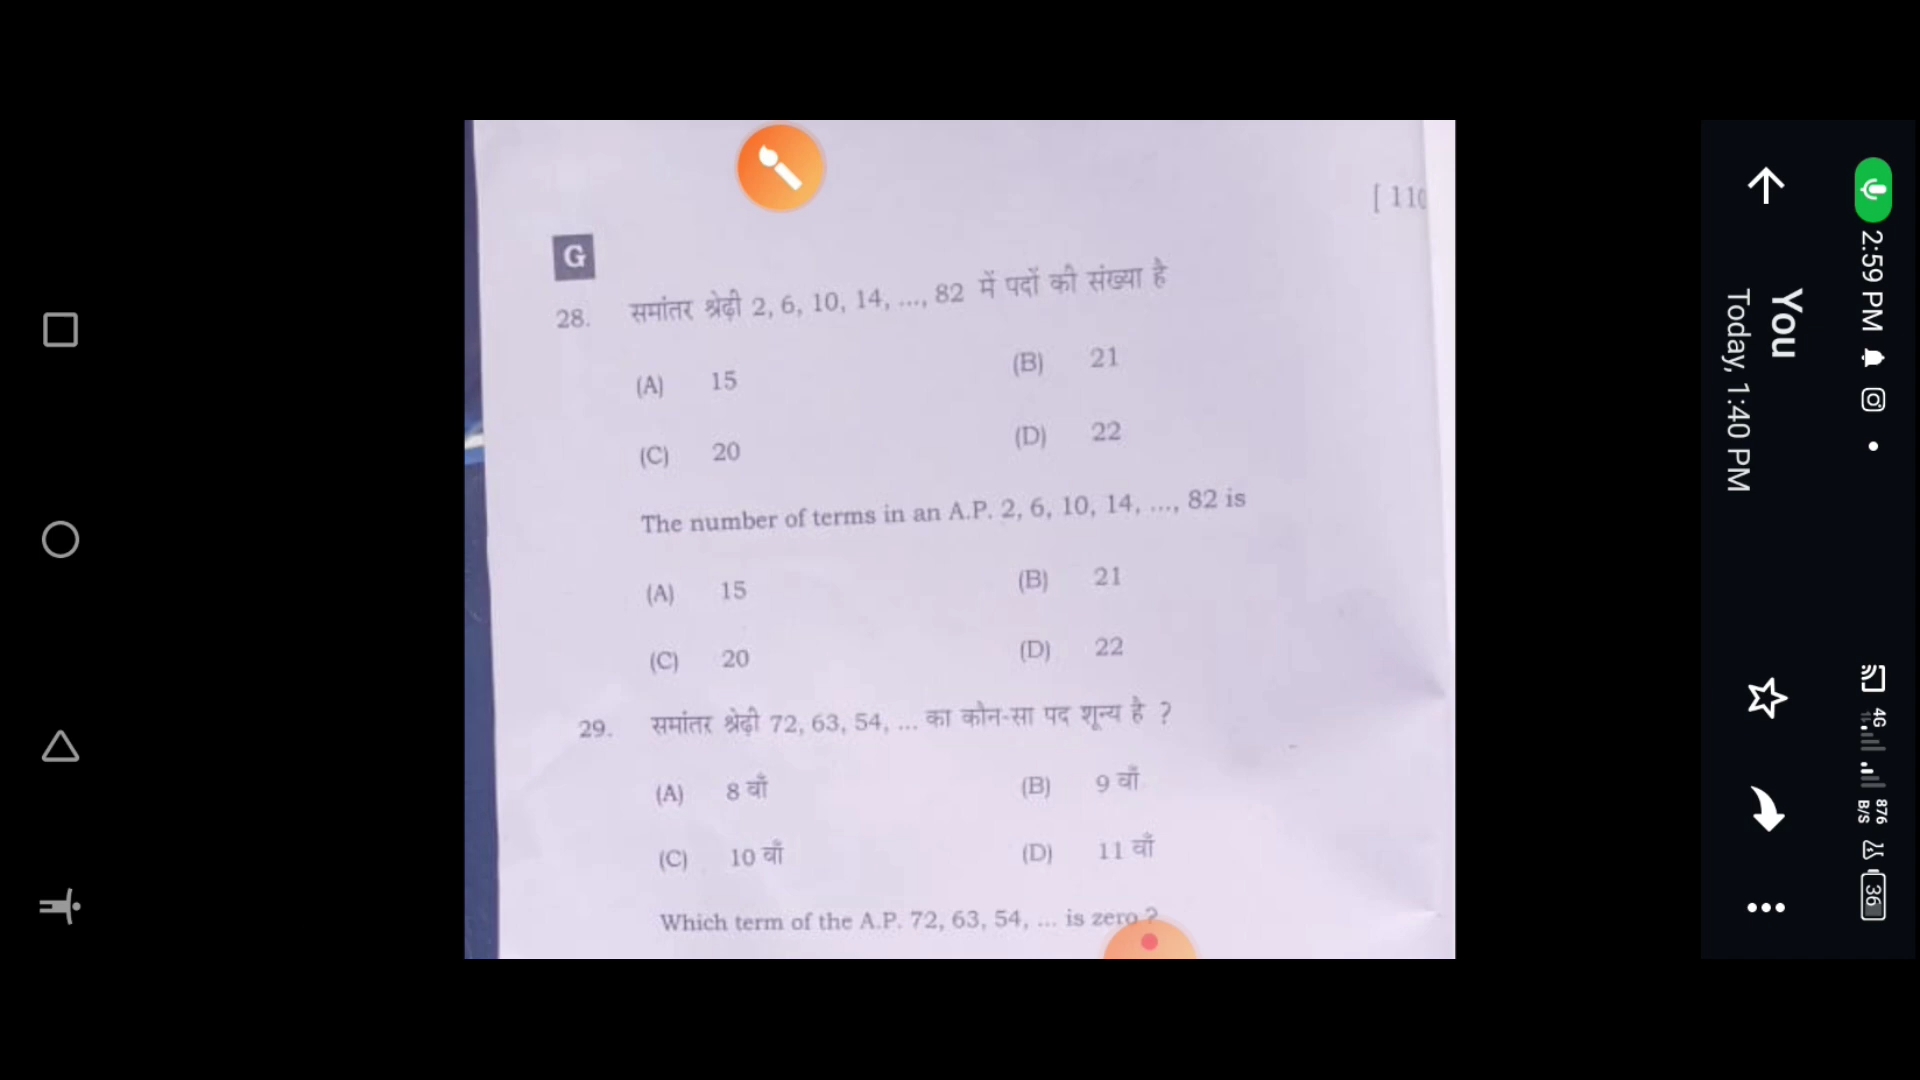 [ 110
G
28. समांतर श्रेढ़ी 2, 6, 10, 14, ..., 82 में पदों की संख्या है
(A) 15 (B) 21
(C) 20 (D) 22
The number of terms in an A.P. 2, 6, 10, 14, ..., 82 is
(A) 15 (B) 21
(C) 20 (D) 22
29. समांतर श्रेढ़ी 72, 63, 54, ... का कौन-सा पद शून्य है ?
(A) 8 वाँ (B) 9 वाँ
(C) 10 वाँ (D) 11 वाँ
Which term of the A.P. 72, 63, 54, ... is zero ?
2:59 PM 4G 876 B/S 36
You
Today, 1:40 PM